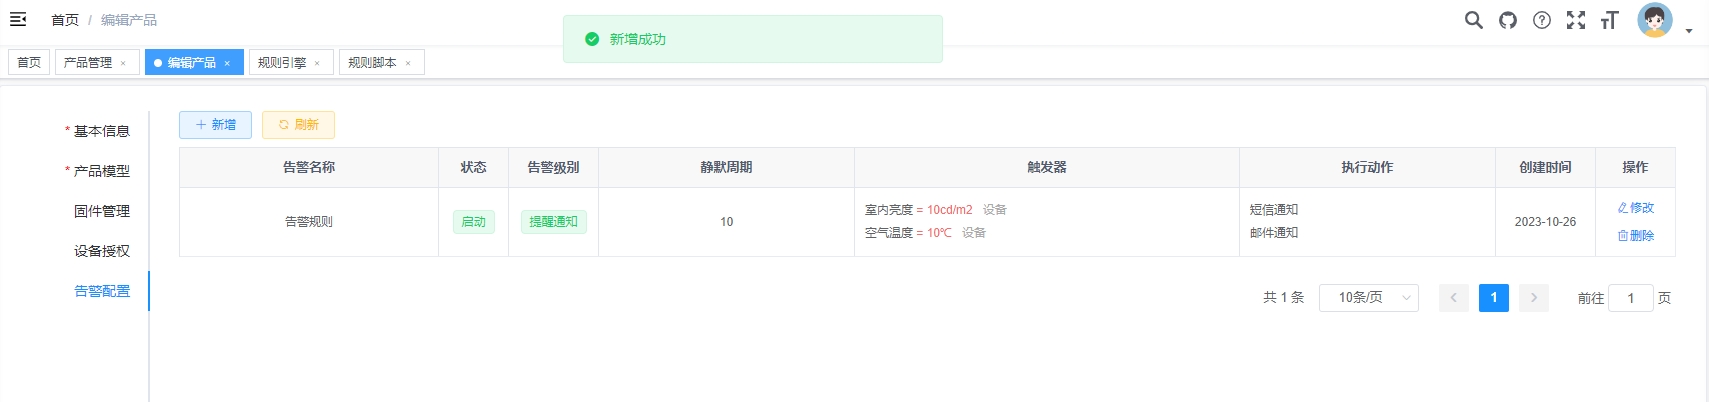 首页 / 编辑产品
新增成功
首页 产品管理 × 编辑产品 × 规则引擎 × 规则脚本 ×
* 基本信息
* 产品模型
固件管理
设备授权
告警配置
+ 新增 刷新
告警名称 状态 告警级别 静默周期 触发器 执行动作 创建时间 操作
告警规则 启动 提醒通知 10 室内亮度 = 10cd/m2 设备 短信通知 2023-10-26 修改
空气温度 = 10℃ 设备 邮件通知 删除
共 1 条 10条/页 < 1 > 前往 1 页